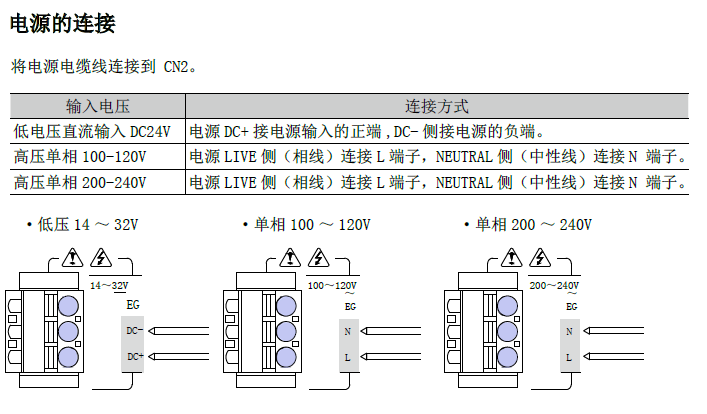 电源的连接
将电源电缆线连接到 CN2。
输入电压 连接方式
低电压直流输入 DC24V 电源 DC+ 接电源输入的正端 ,DC- 侧接电源的负端。
高压单相 100-120V 电源 LIVE 侧（相线）连接 L 端子，NEUTRAL 侧（中性线）连接 N 端子。
高压单相 200-240V 电源 LIVE 侧（相线）连接 L 端子，NEUTRAL 侧（中性线）连接 N 端子。
·低压 14 ～ 32V ·单相 100 ～ 120V ·单相 200 ～ 240V
14～32V 100～120V 200～240V
EG ～EG ～EG
DC- N N
DC+ L L